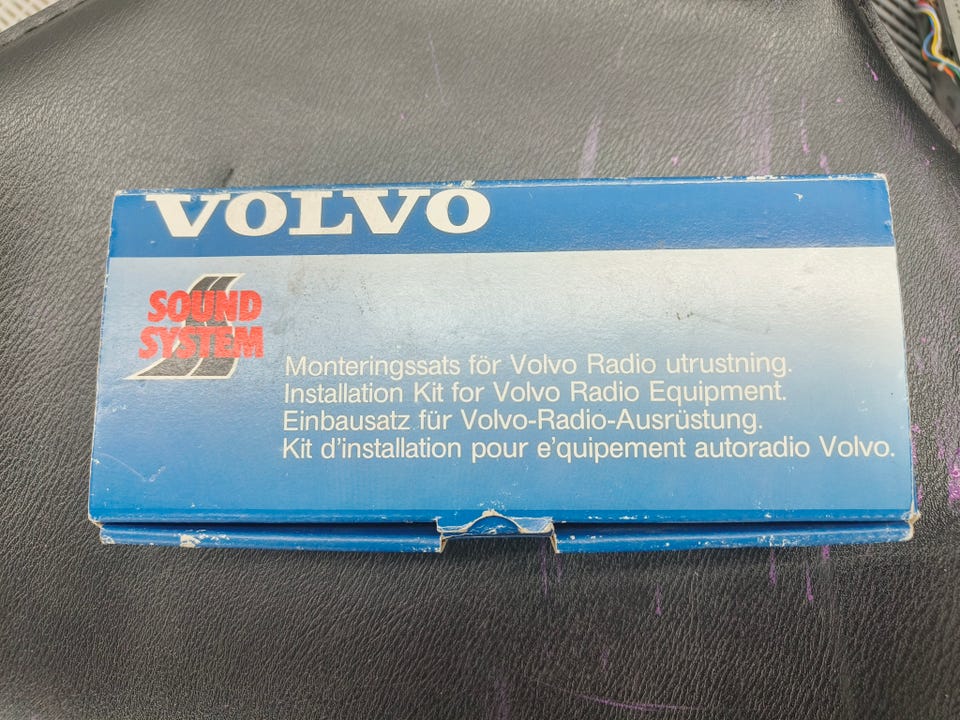 VOLVO
SOUND
SYSTEM
Monteringssats för Volvo Radio utrustning.
Installation Kit for Volvo Radio Equipment.
Einbausatz für Volvo-Radio-Ausrüstung.
Kit d'installation pour e'quipement autoradio Volvo.